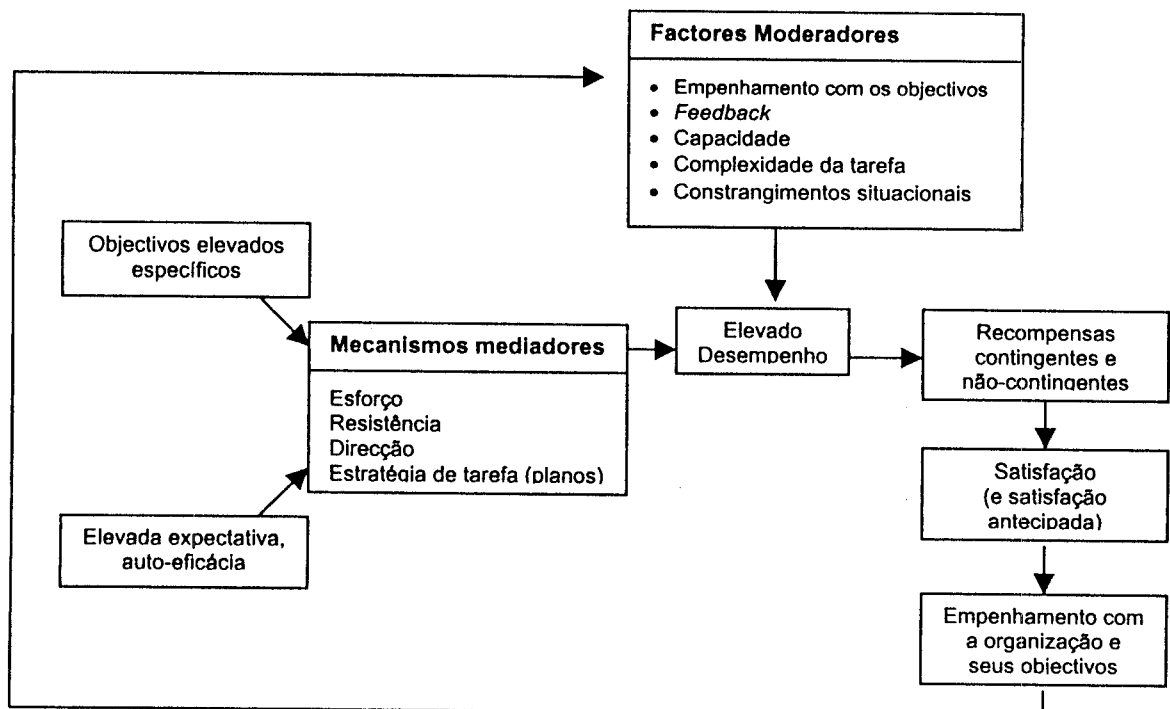 Factores Moderadores
• Empenhamento com os objectivos
• Feedback
• Capacidade
• Complexidade da tarefa
• Constrangimentos situacionais
Objectivos elevados
específicos
Mecanismos mediadores
Esforço
Resistência
Direcção
Estratégia de tarefa (planos)
Elevada expectativa,
auto-eficácia
Elevado
Desempenho
Recompensas
contingentes e
não-contingentes
Satisfação
(e satisfação
antecipada)
Empenhamento com
a organização e
seus objectivos